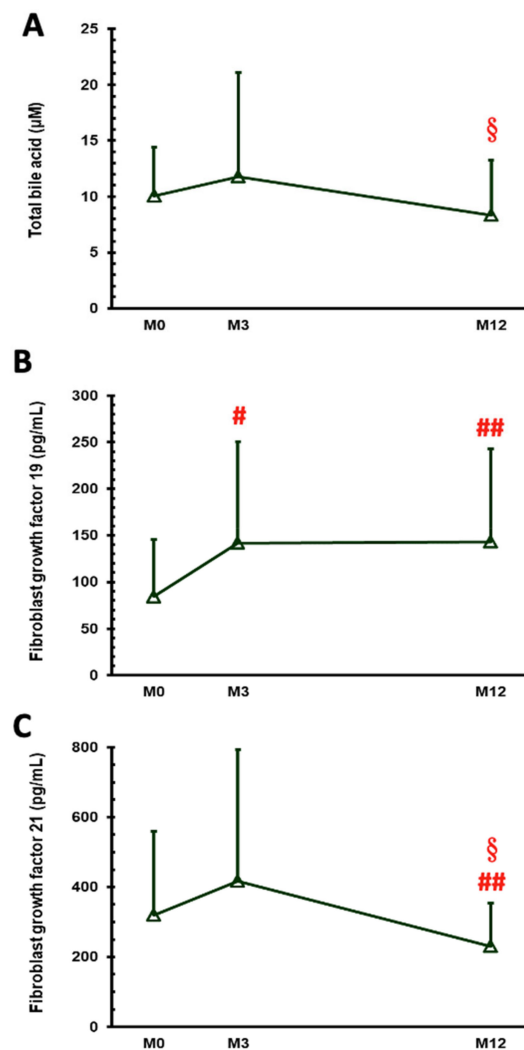 A
Total bile acid (µM)
25
20
15
10
5
0
§
M0 M3 M12
B
Fibroblast growth factor 19 (pg/mL)
300
250
200
150
100
50
0
#
##
M0 M3 M12
C
Fibroblast growth factor 21 (pg/mL)
800
600
400
200
0
§
##
M0 M3 M12